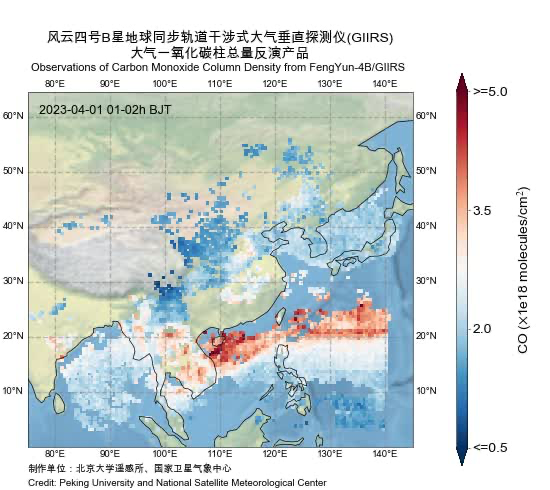 风云四号B星地球同步轨道干涉式大气垂直探测仪(GIIRS)
大气一氧化碳柱总量反演产品
Observations of Carbon Monoxide Column Density from FengYun-4B/GIIRS
80°E 90°E 100°E 110°E 120°E 130°E 140°E
2023-04-01 01-02h BJT
60°N 60°N
50°N 50°N
40°N 40°N
30°N 30°N
20°N 20°N
10°N 10°N
80°E 90°E 100°E 110°E 120°E 130°E 140°E
>=5.0
3.5
2.0
<=0.5
CO (×1e18 molecules/cm²)
制作单位：北京大学遥感所、国家卫星气象中心
Credit: Peking University and National Satellite Meteorological Center